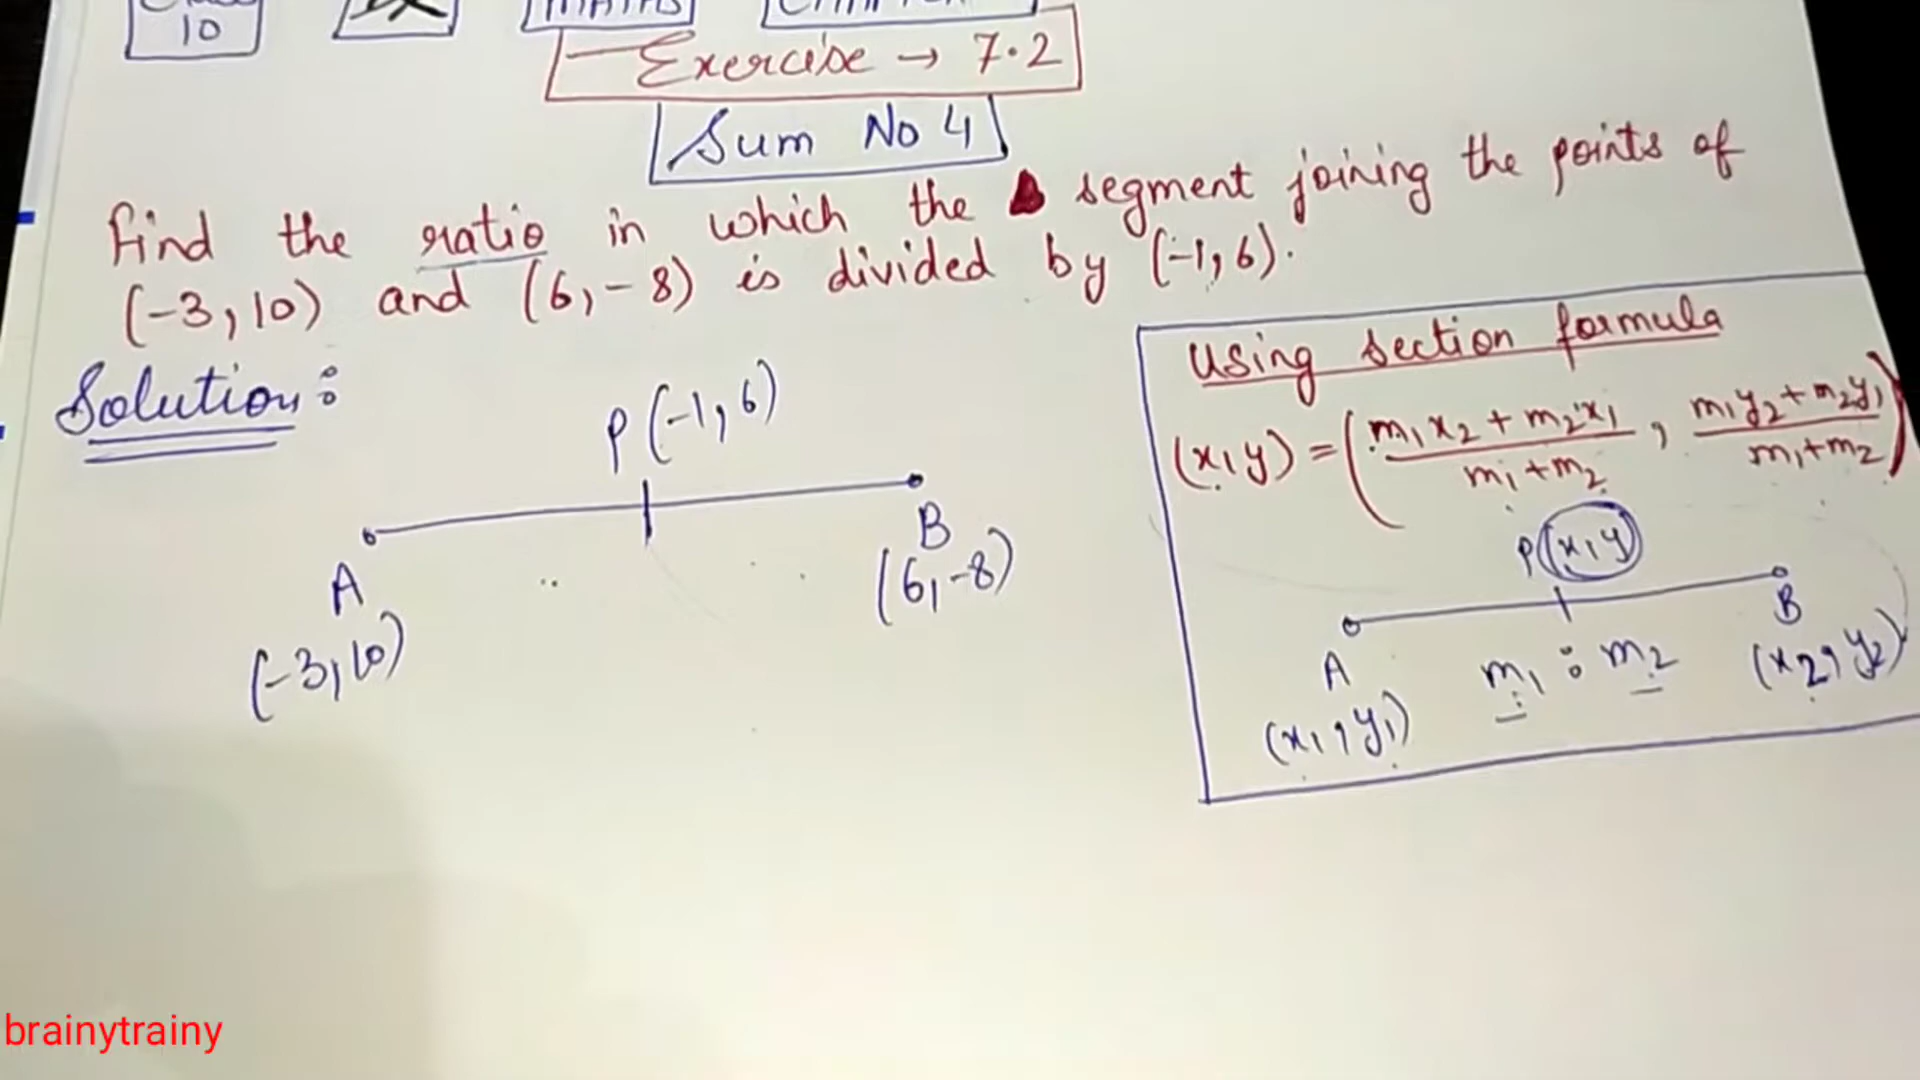 10
MATHS
Exercise → 7.2
Sum No 4
Find the ratio in which the segment joining the points of
(-3,10) and (6,-8) is divided by (-1,6).
Solution:
P(-1,6)
A
B
(-3,10)
(6,-8)
Using section formula
(x,y) = (m₁x₂+m₂x₁/m₁+m₂, m₁y₂+m₂y₁/m₁+m₂)
P(x,y)
A
m₁ : m₂
B
(x₁,y₁)
(x₂,y₂)
brainytrainy